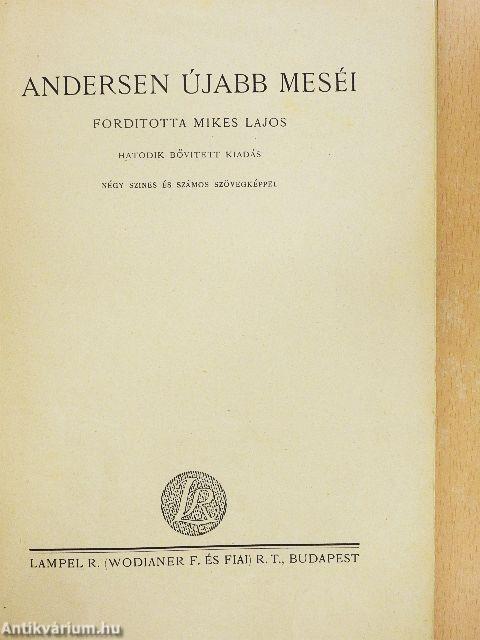 ANDERSEN ÚJABB MESÉI
FORDITOTTA MIKES LAJOS
HATODIK BŐVITETT KIADÁS
NÉGY SZINES ÉS SZÁMOS SZÖVEGKÉPPEL
LR
LAMPEL R. (WODIANER F. ÉS FIAI) R. T., BUDAPEST
Antikvárium.hu